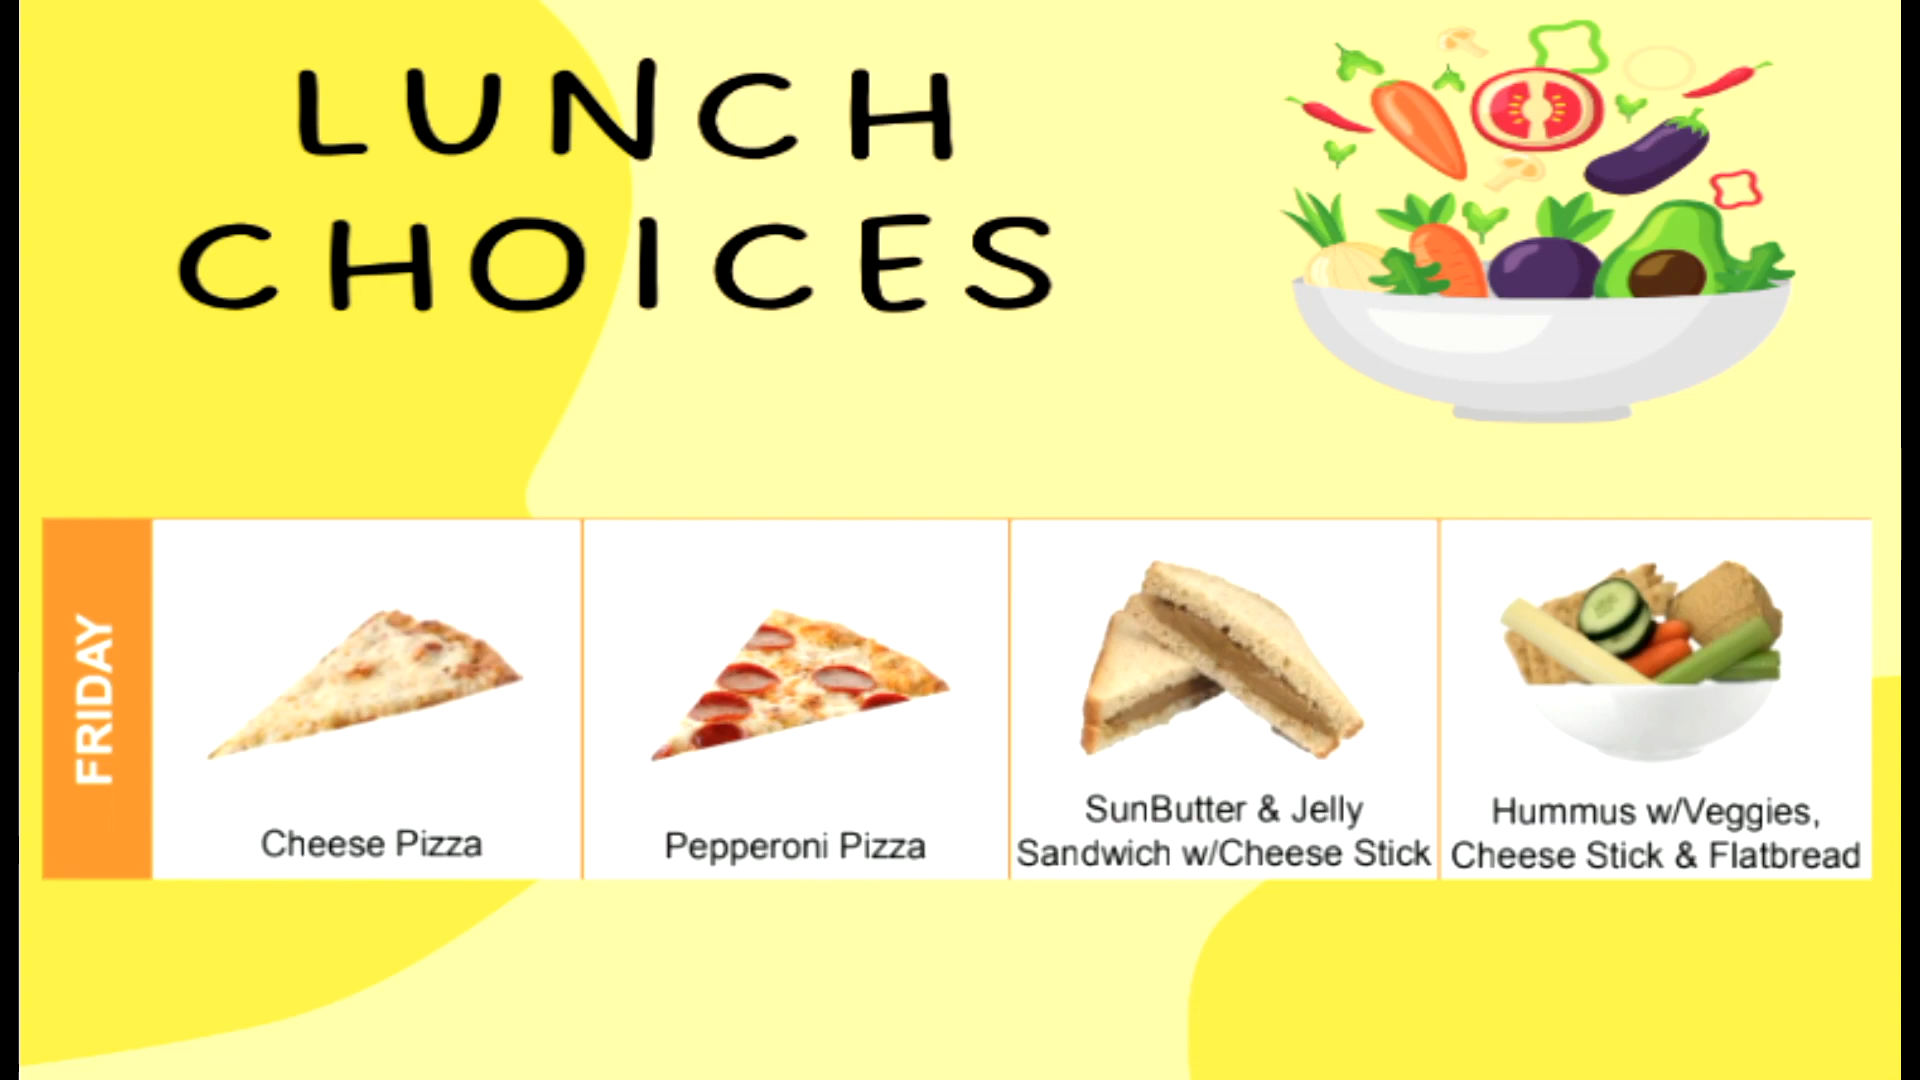 LUNCH
CHOICES
FRIDAY
Cheese Pizza
Pepperoni Pizza
SunButter & Jelly
Sandwich w/Cheese Stick
Hummus w/Veggies,
Cheese Stick & Flatbread